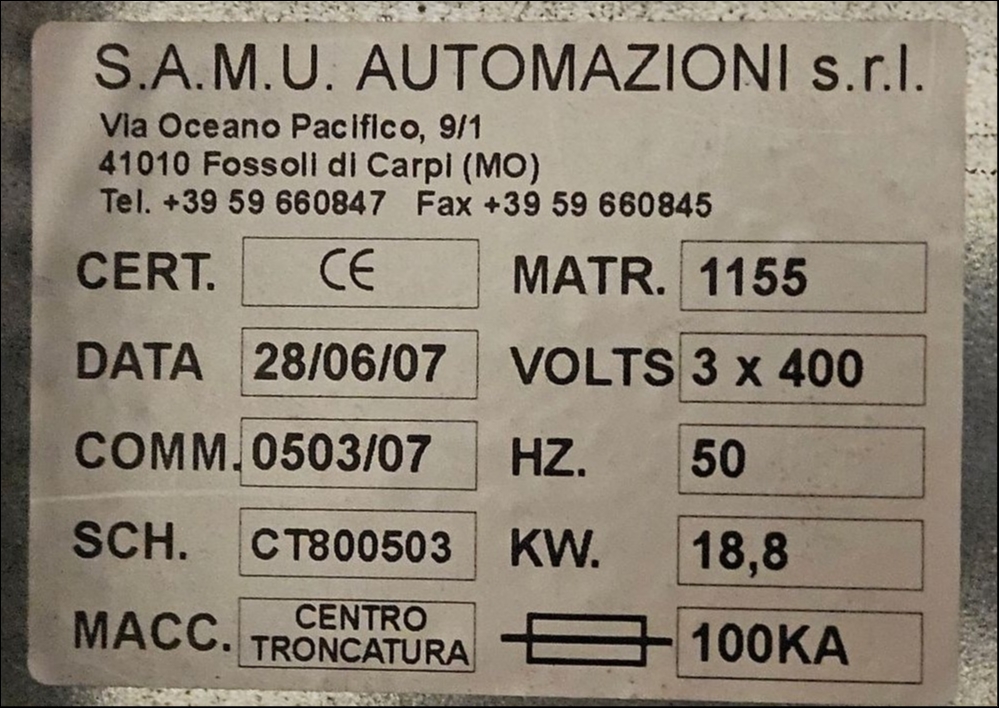 S.A.M.U. AUTOMAZIONI s.r.l.
Via Oceano Pacifico, 9/1
41010 Fossoli di Carpi (MO)
Tel. +39 59 660847 Fax +39 59 660845
CERT. CE MATR. 1155
DATA 28/06/07 VOLTS 3 x 400
COMM. 0503/07 HZ. 50
SCH. CT800503 KW. 18,8
MACC. CENTRO TRONCATURA 100KA